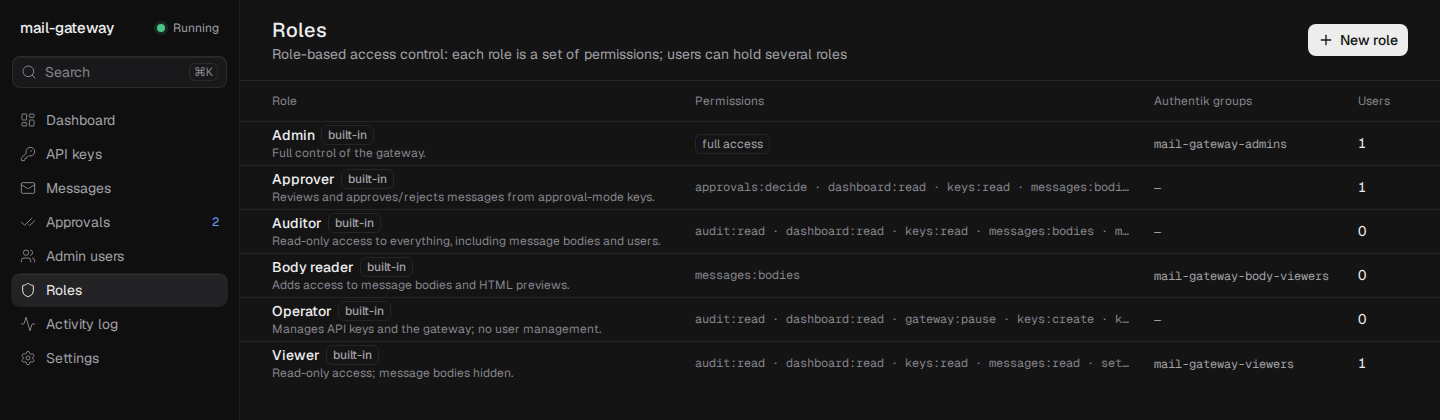 mail-gateway Running
Search ⌘K
Dashboard
API keys
Messages
Approvals 2
Admin users
Roles
Activity log
Settings
Roles
Role-based access control: each role is a set of permissions; users can hold several roles
+ New role
Role Permissions Authentik groups Users
Admin built-in
Full control of the gateway.
full access mail-gateway-admins 1
Approver built-in
Reviews and approves/rejects messages from approval-mode keys.
approvals:decide · dashboard:read · keys:read · messages:bodi… — 1
Auditor built-in
Read-only access to everything, including message bodies and users.
audit:read · dashboard:read · keys:read · messages:bodies · m… — 0
Body reader built-in
Adds access to message bodies and HTML previews.
messages:bodies mail-gateway-body-viewers 0
Operator built-in
Manages API keys and the gateway; no user management.
audit:read · dashboard:read · gateway:pause · keys:create · k… — 0
Viewer built-in
Read-only access; message bodies hidden.
audit:read · dashboard:read · keys:read · messages:read · set… mail-gateway-viewers 1